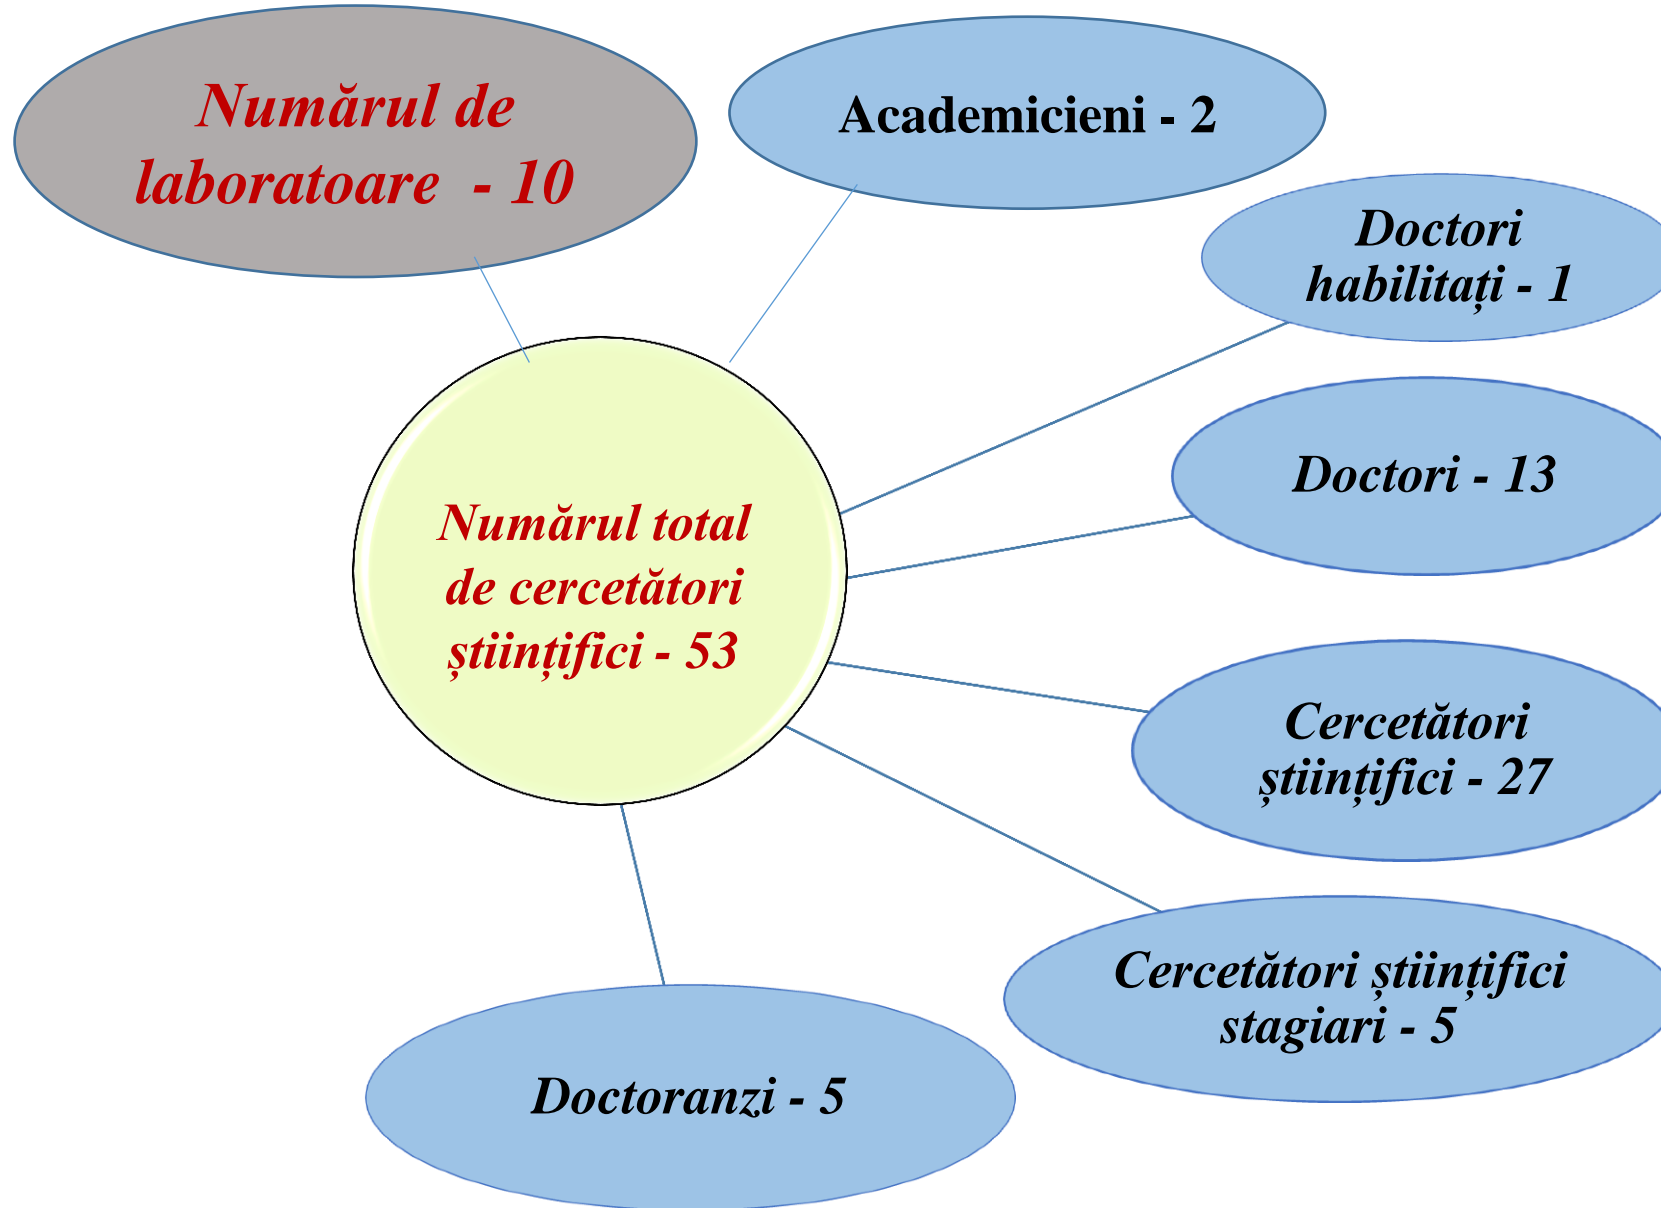 Numărul de
laboratoare - 10
Academicieni - 2
Doctori
habilitați - 1
Doctori - 13
Numărul total
de cercetători
științifici - 53
Cercetători
științifici - 27
Cercetători științifici
stagiari - 5
Doctoranzi - 5